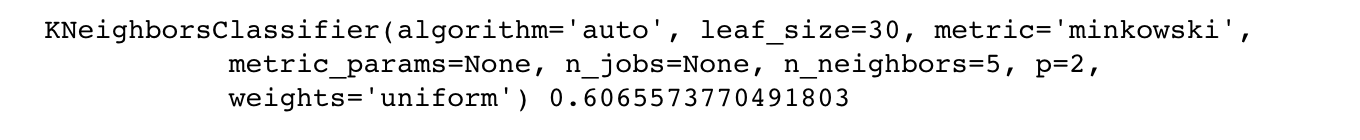 KNeighborsClassifier(algorithm='auto', leaf_size=30, metric='minkowski',
metric_params=None, n_jobs=None, n_neighbors=5, p=2,
weights='uniform') 0.6065573770491803